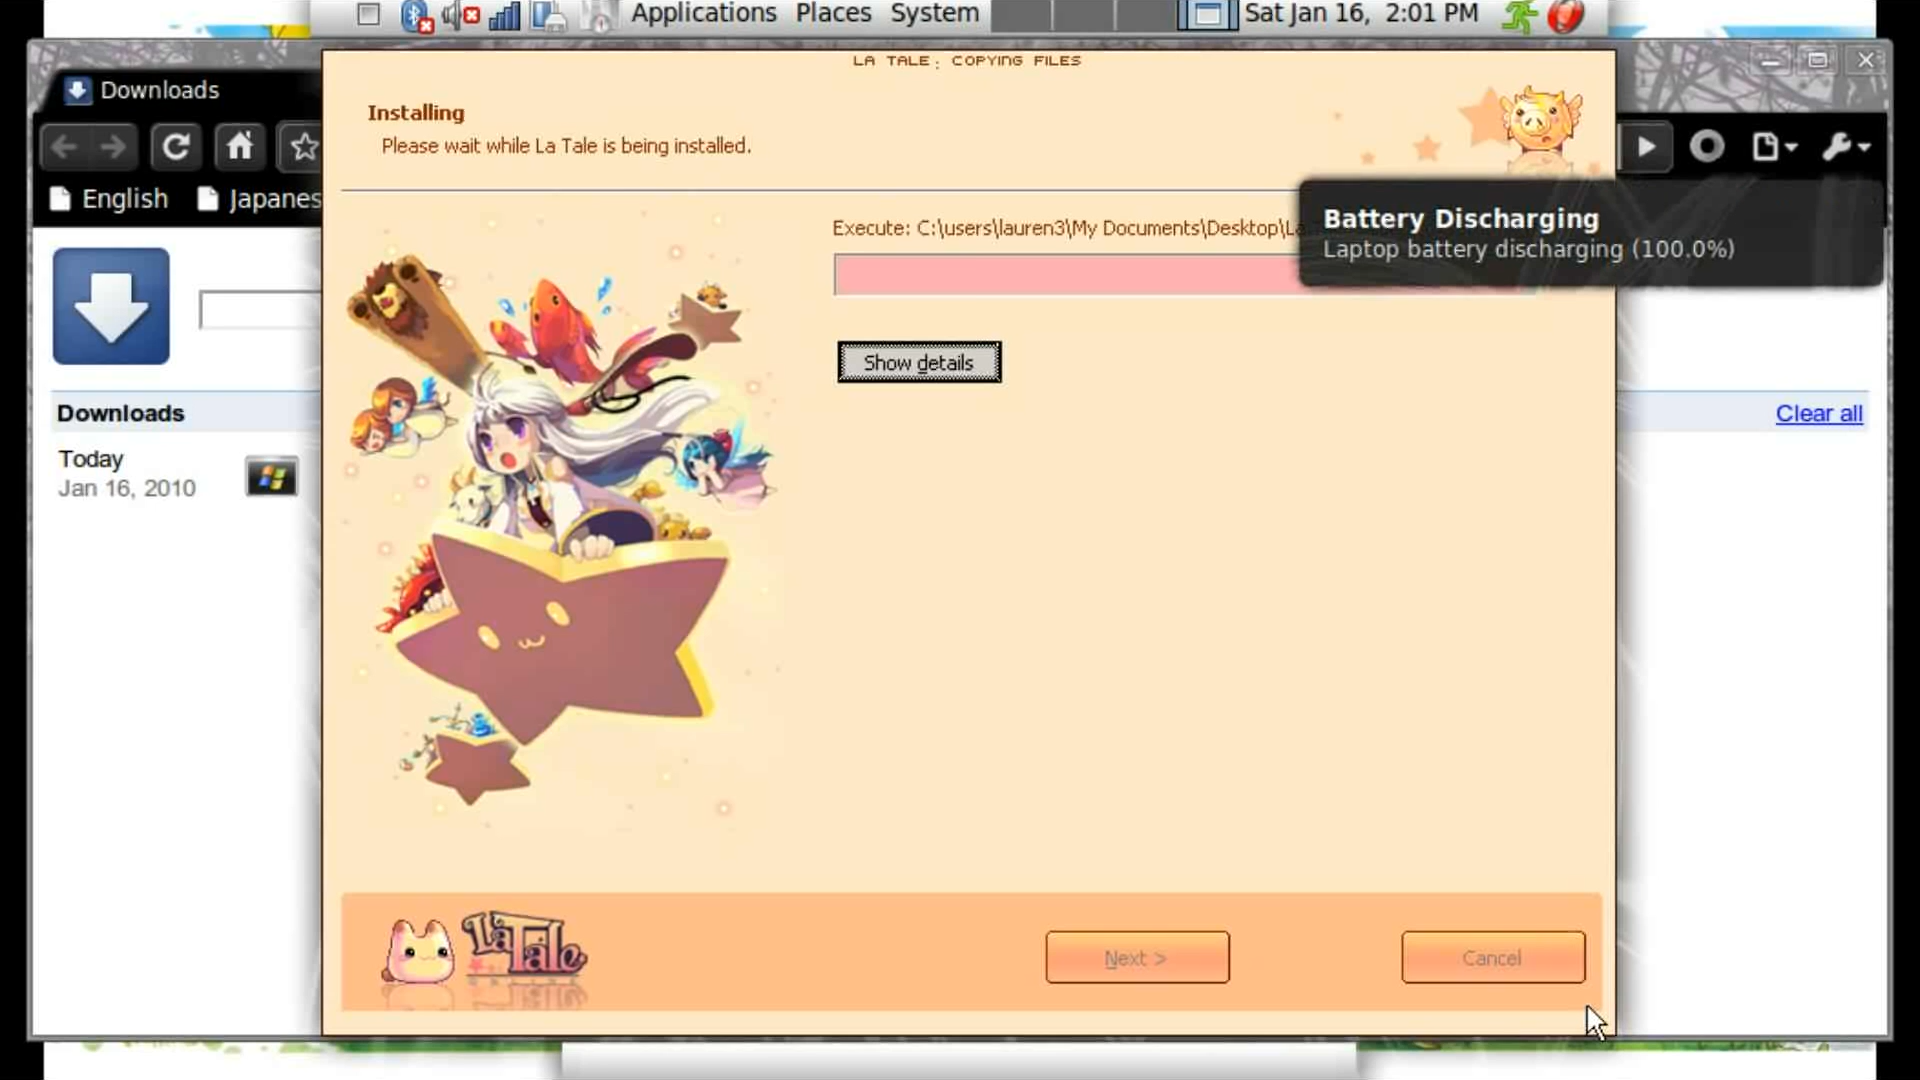 Applications Places System
Sat Jan 16, 2:01 PM
LA TALE: COPYING FILES
Downloads
Installing
Please wait while La Tale is being installed.
English
Japanes
Battery Discharging
Laptop battery discharging (100.0%)
Execute: C:\users\lauren3\My Documents\Desktop\La
Show details
Downloads
Clear all
Today
Jan 16, 2010
La Tale
Next >
Cancel